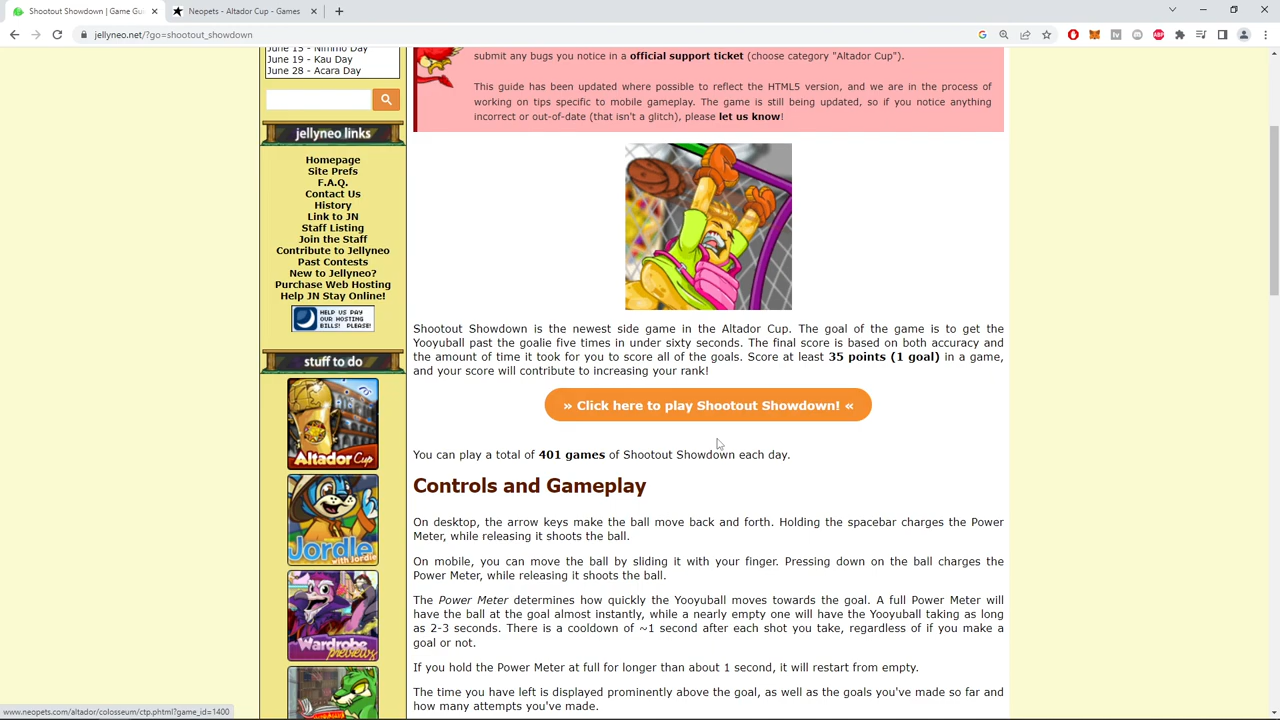 Shootout Showdown | Game Gui
Neopets - Altador Cup - Games
jellyneo.net/?go=shootout_showdown
June 15 - Nimmo Day
June 19 - Kau Day
June 28 - Acara Day
jellyneo links
Homepage
Site Prefs
F.A.Q.
Contact Us
History
Link to JN
Staff Listing
Join the Staff
Contribute to Jellyneo
Past Contests
New to Jellyneo?
Purchase Web Hosting
Help JN Stay Online!
HELP US PAY
OUR HOSTING
BILLS! PLEASE!
stuff to do
Altador Cup
Jordle
with Jordie
Wardrobe
previews
submit any bugs you notice in a official support ticket (choose category "Altador Cup").
This guide has been updated where possible to reflect the HTML5 version, and we are in the process of
working on tips specific to mobile gameplay. The game is still being updated, so if you notice anything
incorrect or out-of-date (that isn't a glitch), please let us know!
Shootout Showdown is the newest side game in the Altador Cup. The goal of the game is to get the
Yooyuball past the goalie five times in under sixty seconds. The final score is based on both accuracy and
the amount of time it took for you to score all of the goals. Score at least 35 points (1 goal) in a game,
and your score will contribute to increasing your rank!
» Click here to play Shootout Showdown! «
You can play a total of 401 games of Shootout Showdown each day.
Controls and Gameplay
On desktop, the arrow keys make the ball move back and forth. Holding the spacebar charges the Power
Meter, while releasing it shoots the ball.
On mobile, you can move the ball by sliding it with your finger. Pressing down on the ball charges the
Power Meter, while releasing it shoots the ball.
The Power Meter determines how quickly the Yooyuball moves towards the goal. A full Power Meter will
have the ball at the goal almost instantly, while a nearly empty one will have the Yooyuball taking as long
as 2-3 seconds. There is a cooldown of ~1 second after each shot you take, regardless of if you make a
goal or not.
If you hold the Power Meter at full for longer than about 1 second, it will restart from empty.
The time you have left is displayed prominently above the goal, as well as the goals you've made so far and
how many attempts you've made.
www.neopets.com/altador/colosseum/ctp.phtml?game_id=1400